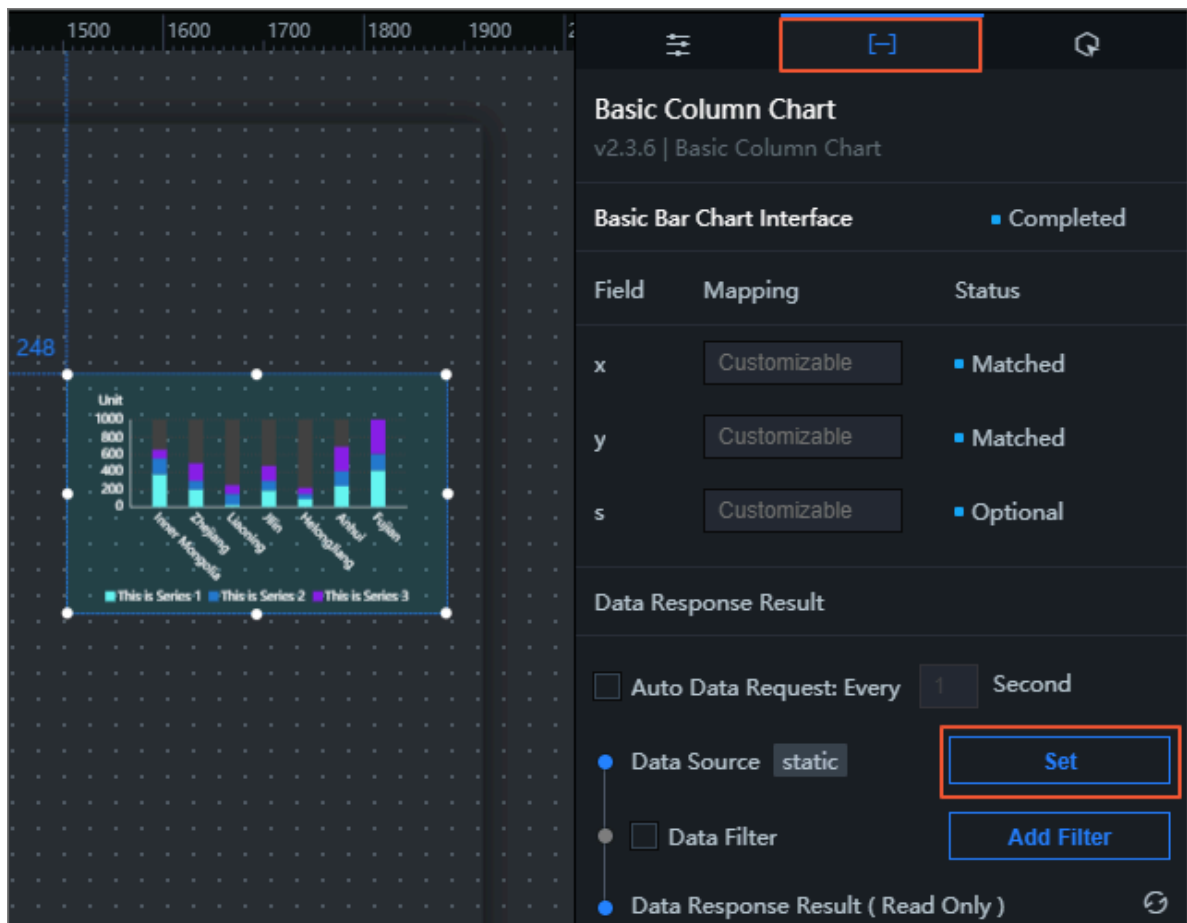 1500 1600 1700 1800 1900
[–]
Basic Column Chart
v2.3.6 | Basic Column Chart
Basic Bar Chart Interface Completed
Field Mapping Status
x Customizable Matched
248
y Customizable Matched
s Customizable Optional
Unit
1000
800
600
400
200
0
Inner Mongolia Zhejiang Liaoning Jilin HelongJiang Anhui Fujian
This is Series 1 This is Series 2 This is Series 3
Data Response Result
Auto Data Request: Every 1 Second
Data Source static Set
Data Filter Add Filter
Data Response Result ( Read Only )